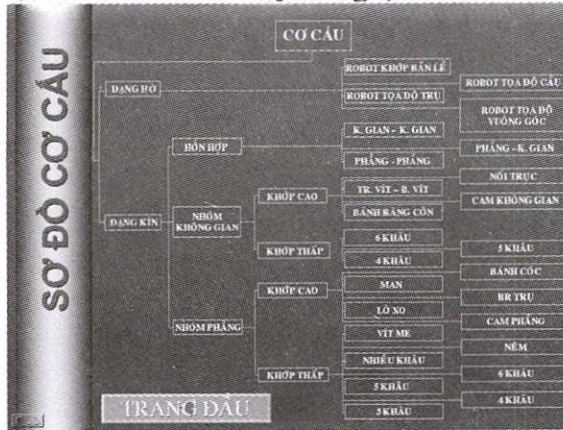 CƠ CẤU
SƠ ĐỒ CƠ CẤU
DẠNG HỞ
ROBOT KHỚP BẢN LỀ
ROBOT TỌA ĐỘ CẦU
ROBOT TỌA ĐỘ TRỤ
ROBOT TỌA ĐỘ
VUÔNG GÓC
HỖN HỢP
K. GIAN – K. GIAN
PHẲNG – K. GIAN
PHẲNG - PHẲNG
DẠNG KÍN
NHÓM
KHÔNG GIAN
KHỚP CAO
NỐI TRỤC
TR. VÍT – B. VÍT
CAM KHÔNG GIAN
BÁNH RĂNG CÔN
KHỚP THẤP
6 KHÂU
5 KHÂU
4 KHÂU
NHÓM PHẲNG
KHỚP CAO
BÁNH CÓC
MAN
BR TRỤ
LÒ XO
CAM PHẲNG
VÍT ME
NÊM
KHỚP THẤP
NHIỀU KHÂU
6 KHÂU
5 KHÂU
4 KHÂU
3 KHÂU
TRANG ĐẦU